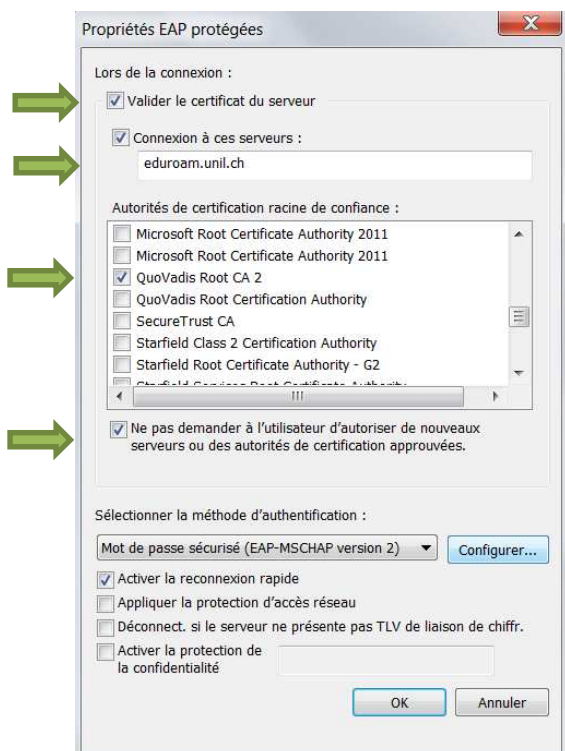 Propriétés EAP protégées
Lors de la connexion :
Valider le certificat du serveur
Connexion à ces serveurs :
eduroam.unil.ch
Autorités de certification racine de confiance :
Microsoft Root Certificate Authority 2011
Microsoft Root Certificate Authority 2011
QuoVadis Root CA 2
QuoVadis Root Certification Authority
SecureTrust CA
Starfield Class 2 Certification Authority
Starfield Root Certificate Authority - G2
Starfield Services Root Certificate Authority
Ne pas demander à l'utilisateur d'autoriser de nouveaux
serveurs ou des autorités de certification approuvées.
Sélectionner la méthode d'authentification :
Mot de passe sécurisé (EAP-MSCHAP version 2)
Configurer...
Activer la reconnexion rapide
Appliquer la protection d'accès réseau
Déconnect. si le serveur ne présente pas TLV de liaison de chiffr.
Activer la protection de
la confidentialité
OK
Annuler